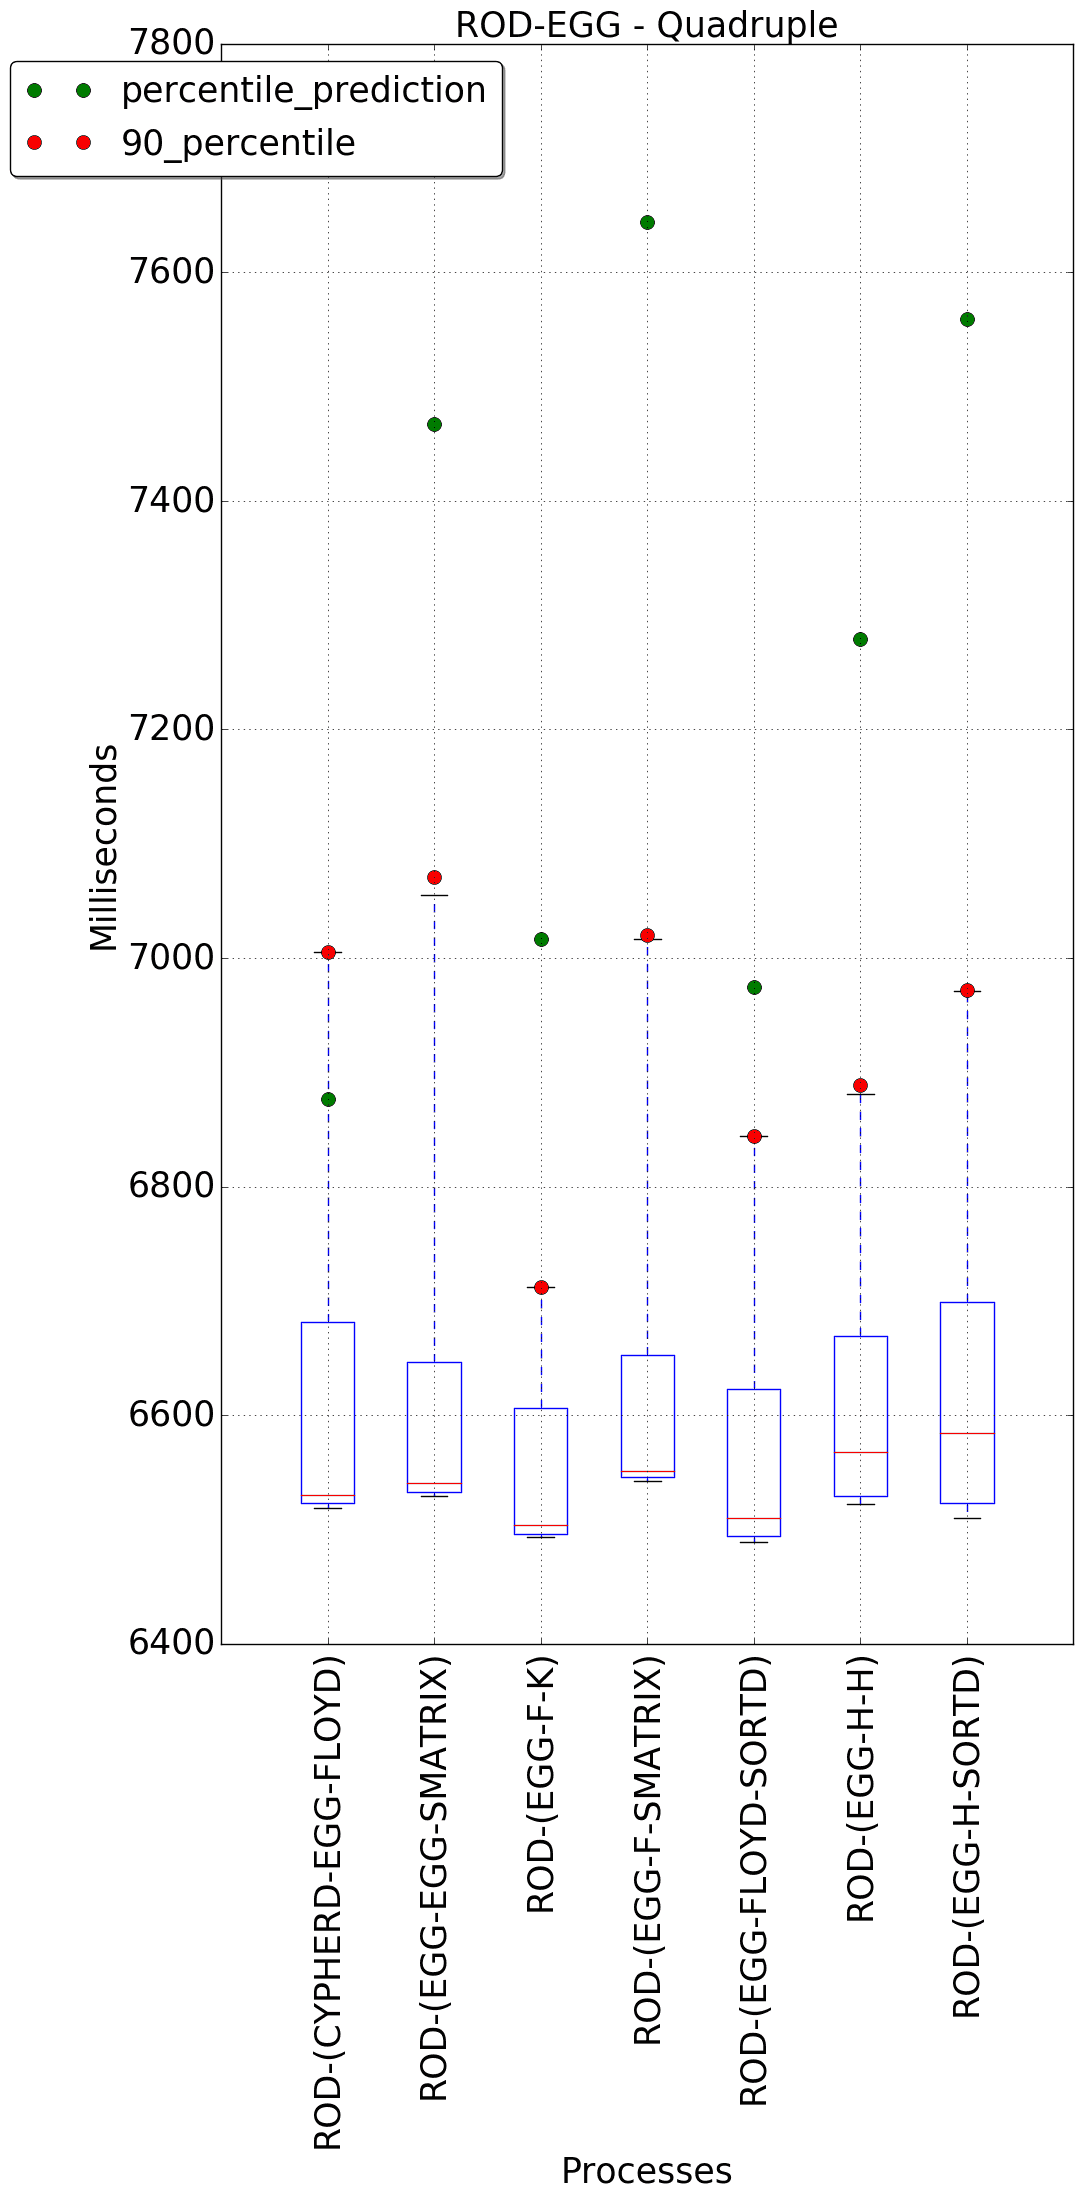 ROD-EGG - Quadruple
percentile_prediction
90_percentile
7800
7600
7400
7200
7000
6800
6600
6400
Milliseconds
ROD-(CYPHERD-EGG-FLOYD)
ROD-(EGG-EGG-SMATRIX)
ROD-(EGG-F-K)
ROD-(EGG-F-SMATRIX)
ROD-(EGG-FLOYD-SORTD)
ROD-(EGG-H-H)
ROD-(EGG-H-SORTD)
Processes